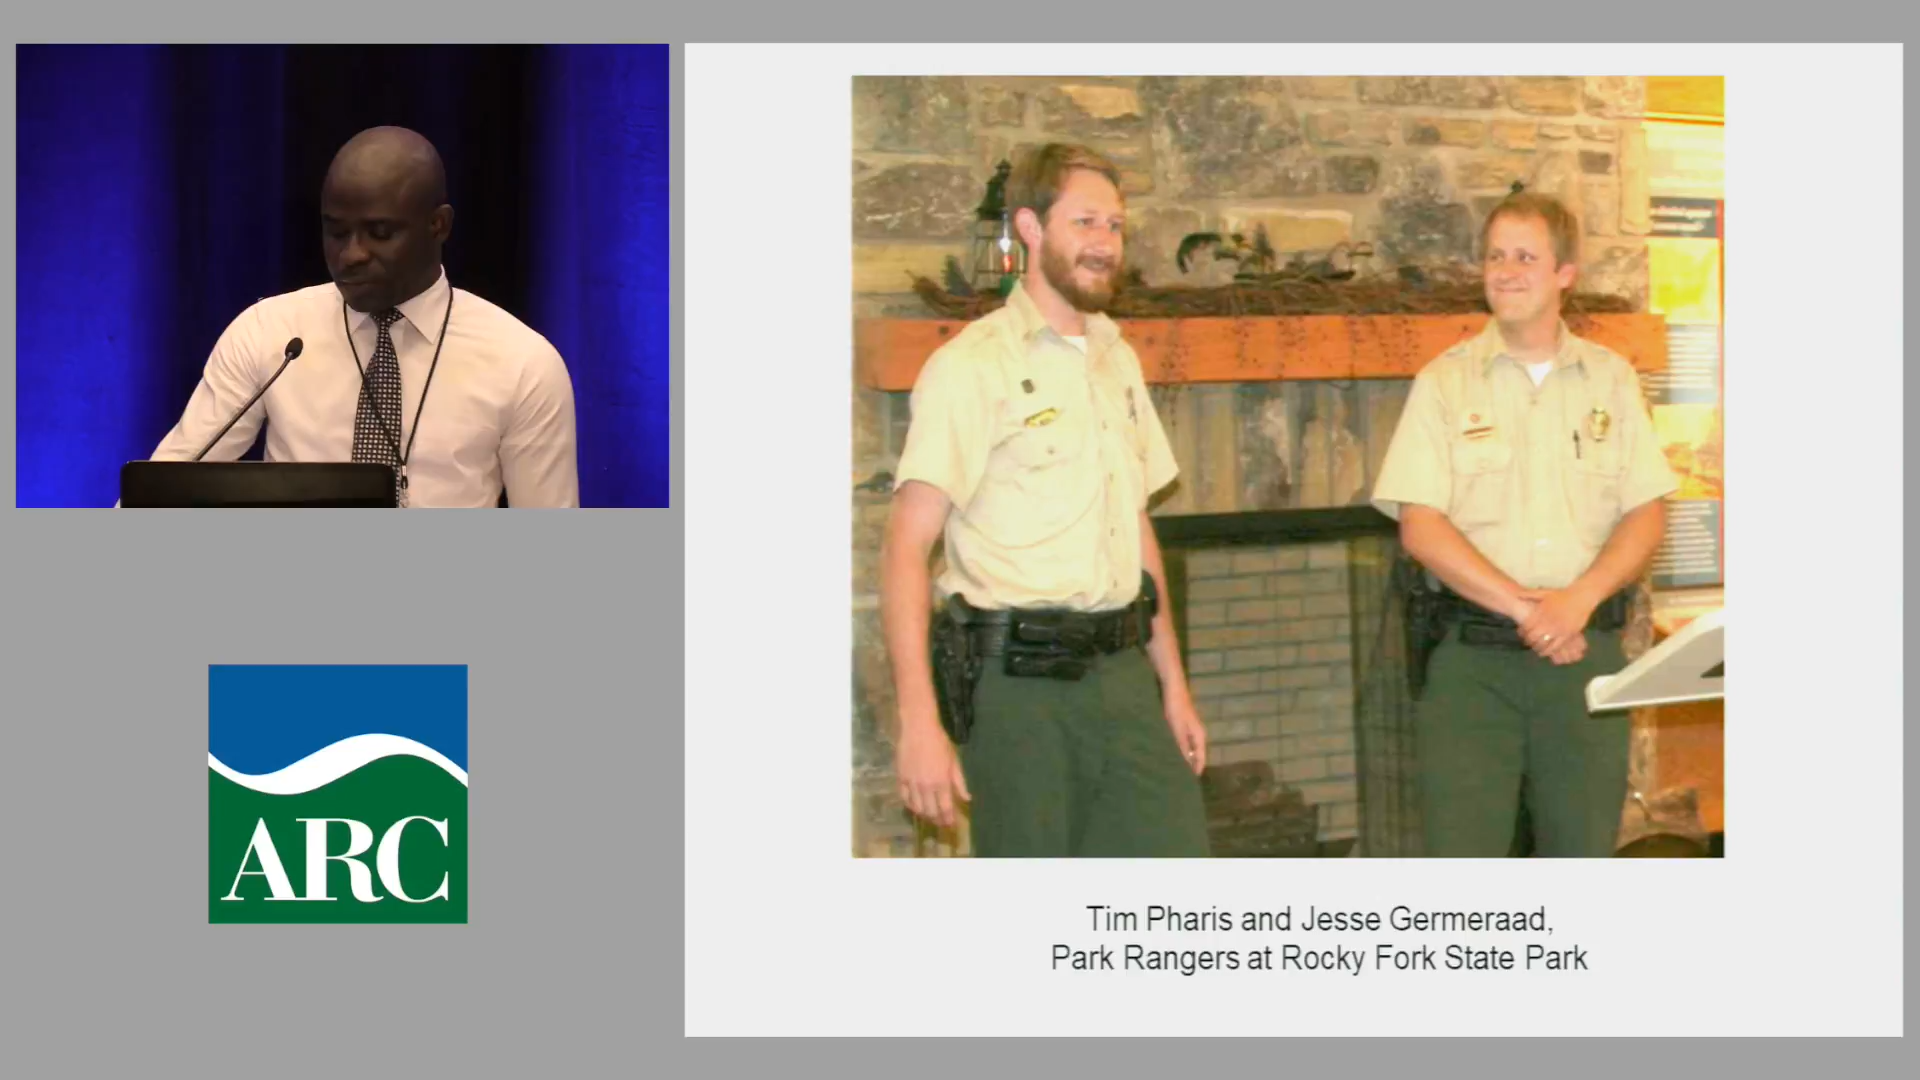 ARC
Tim Pharis and Jesse Germeraad,
Park Rangers at Rocky Fork State Park